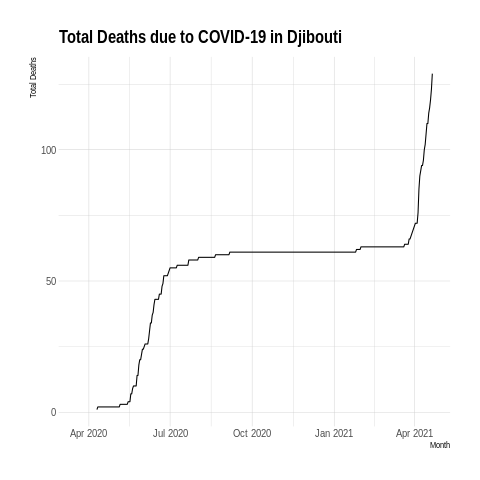 Total Deaths due to COVID-19 in Djibouti
Total Deaths
100
50
0
Apr 2020 Jul 2020 Oct 2020 Jan 2021 Apr 2021
Month